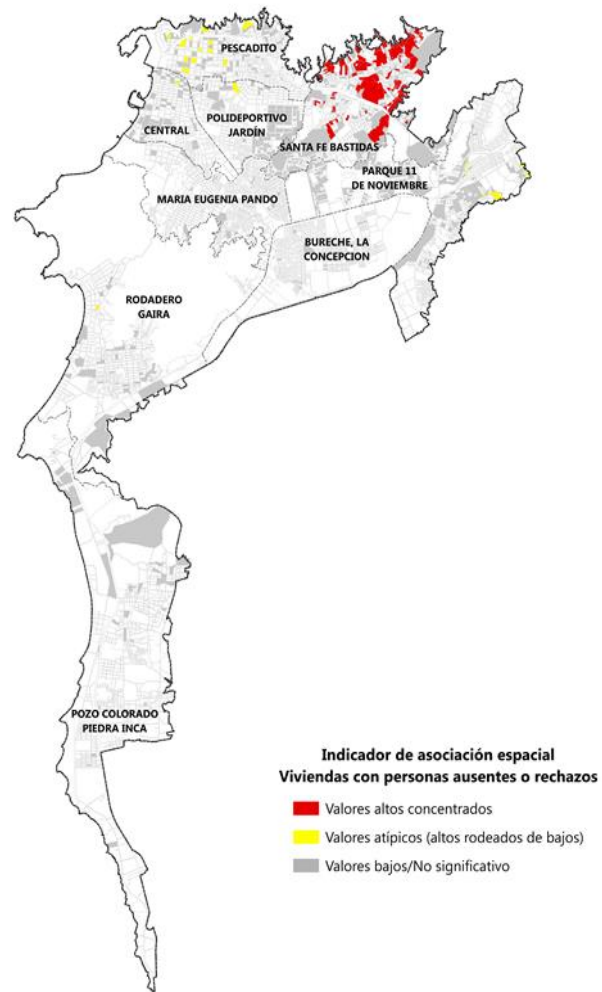 PESCADITO
POLIDEPORTIVO
JARDÍN
CENTRAL
SANTA FE BASTIDAS
PARQUE 11
DE NOVIEMBRE
MARIA EUGENIA PANDO
BURECHE, LA
CONCEPCION
RODADERO
GAIRA
POZO COLORADO
PIEDRA INCA
Indicador de asociación espacial
Viviendas con personas ausentes o rechazos
Valores altos concentrados
Valores atípicos (altos rodeados de bajos)
Valores bajos/No significativo